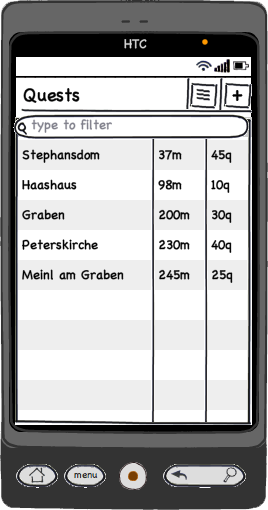 HTC
Quests
type to filter
Stephansdom 37m 45q
Haashaus 98m 10q
Graben 200m 30q
Peterskirche 230m 40q
Meinl am Graben 245m 25q
menu